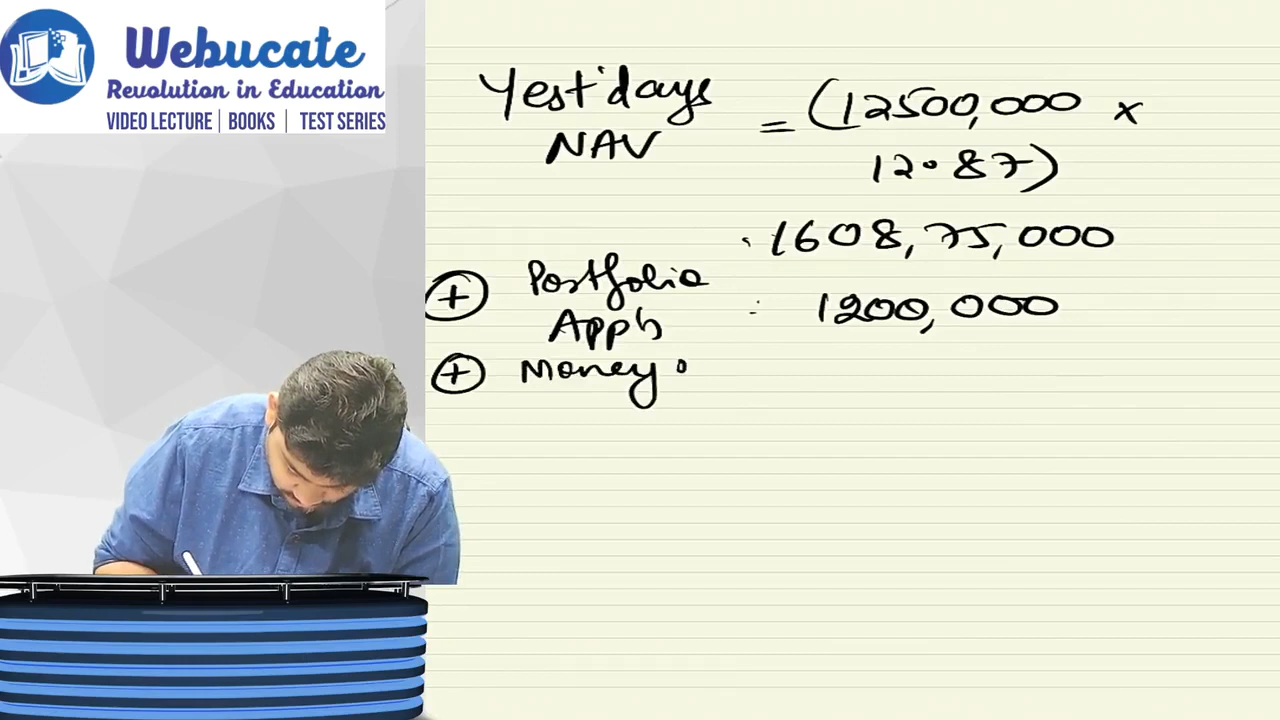 Webucate
Revolution in Education
VIDEO LECTURE | BOOKS | TEST SERIES
Yest'days = (12500,000 ×
NAV 12.87)
1608,75,000
+ Portfolio
Appn : 1200,000
+ Money